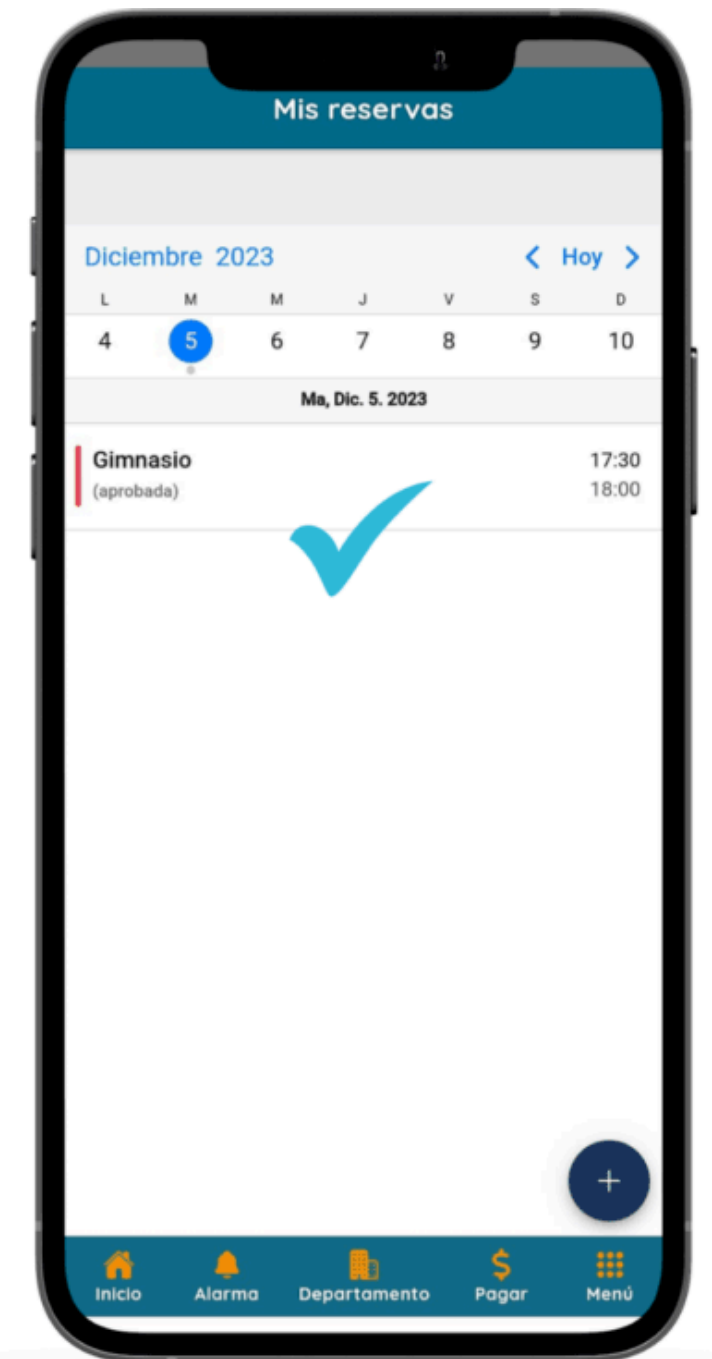 Mis reservas
Diciembre 2023 Hoy
L M M J V S D
4 5 6 7 8 9 10
Ma, Dic. 5. 2023
Gimnasio 17:30
(aprobada) 18:00
+
Inicio Alarma Departamento Pagar Menú